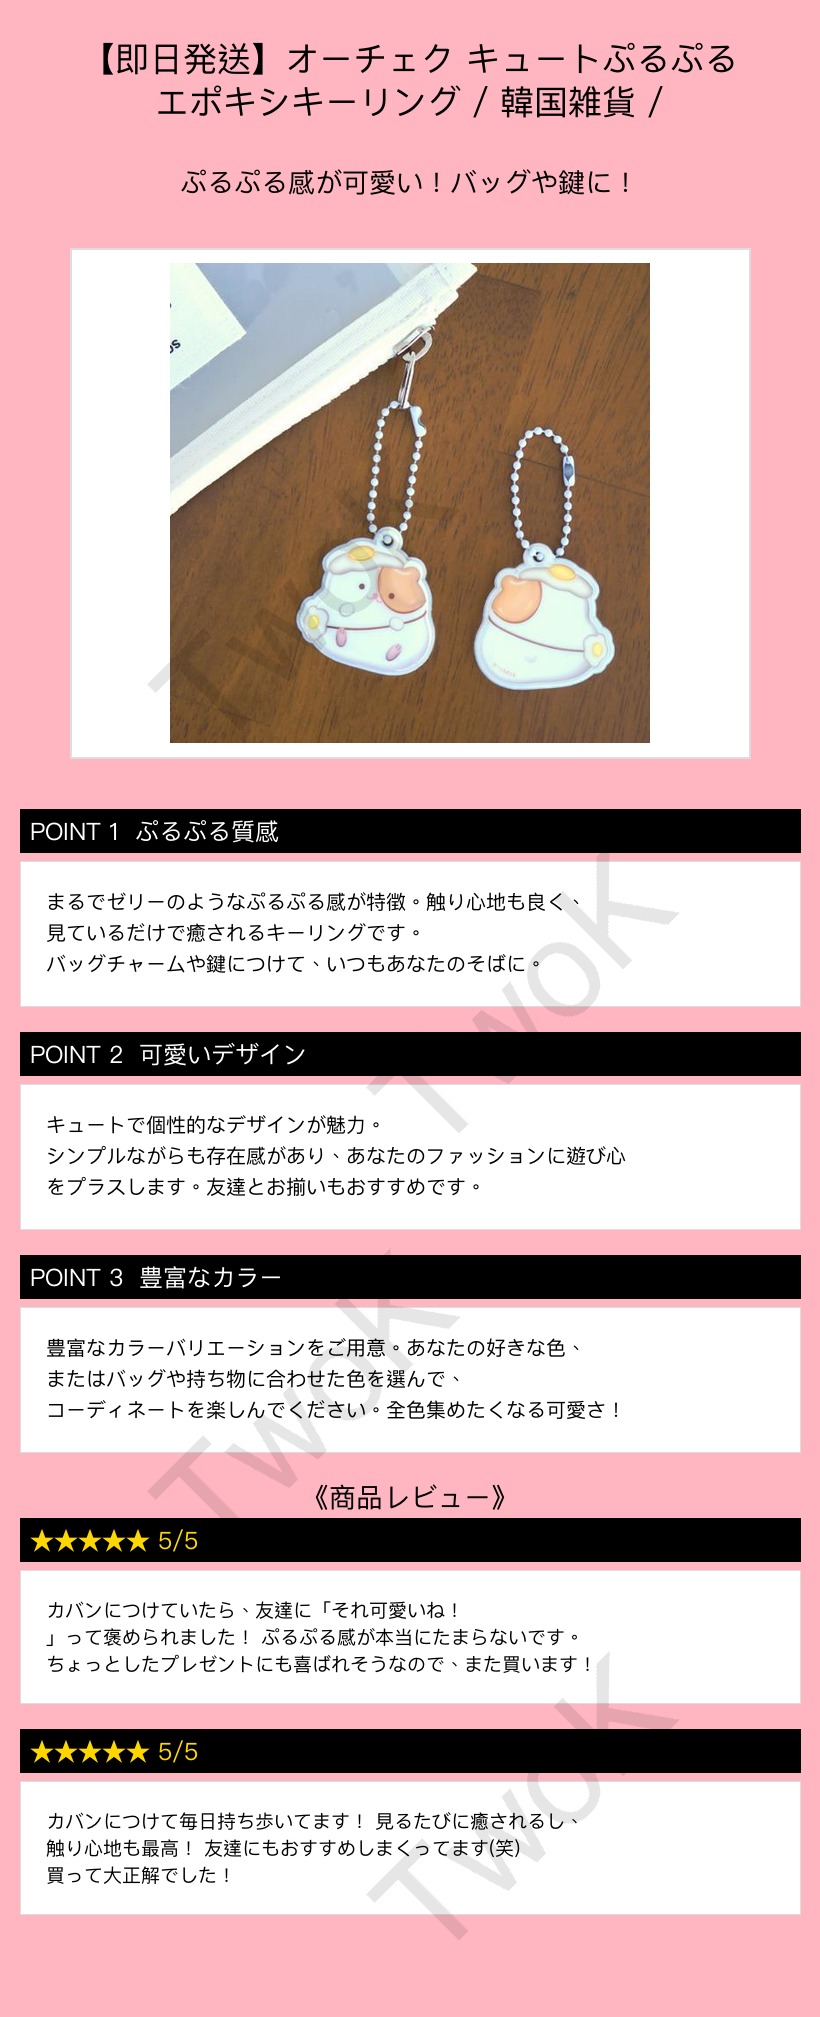 【即日発送】オーチェク キュートぷるぷる
エポキシキーリング / 韓国雑貨 /
ぷるぷる感が可愛い！バッグや鍵に！
TwoK
POINT 1 ぷるぷる質感
まるでゼリーのようなぷるぷる感が特徴。触り心地も良く、
見ているだけで癒されるキーリングです。
バッグチャームや鍵につけて、いつもあなたのそばに。
TwoK
POINT 2 可愛いデザイン
キュートで個性的なデザインが魅力。
シンプルながらも存在感があり、あなたのファッションに遊び心
をプラスします。友達とお揃いもおすすめです。
POINT 3 豊富なカラー
豊富なカラーバリエーションをご用意。あなたの好きな色、
またはバッグや持ち物に合わせた色を選んで、
コーディネートを楽しんでください。全色集めたくなる可愛さ！
TwoK
《商品レビュー》
★★★★★ 5/5
カバンにつけていたら、友達に「それ可愛いね！
」って褒められました！ ぷるぷる感が本当にたまらないです。
ちょっとしたプレゼントにも喜ばれそうなので、また買います！
★★★★★ 5/5
カバンにつけて毎日持ち歩いてます！ 見るたびに癒されるし、
触り心地も最高！ 友達にもおすすめしまくってます(笑)
買って大正解でした！
TwoK